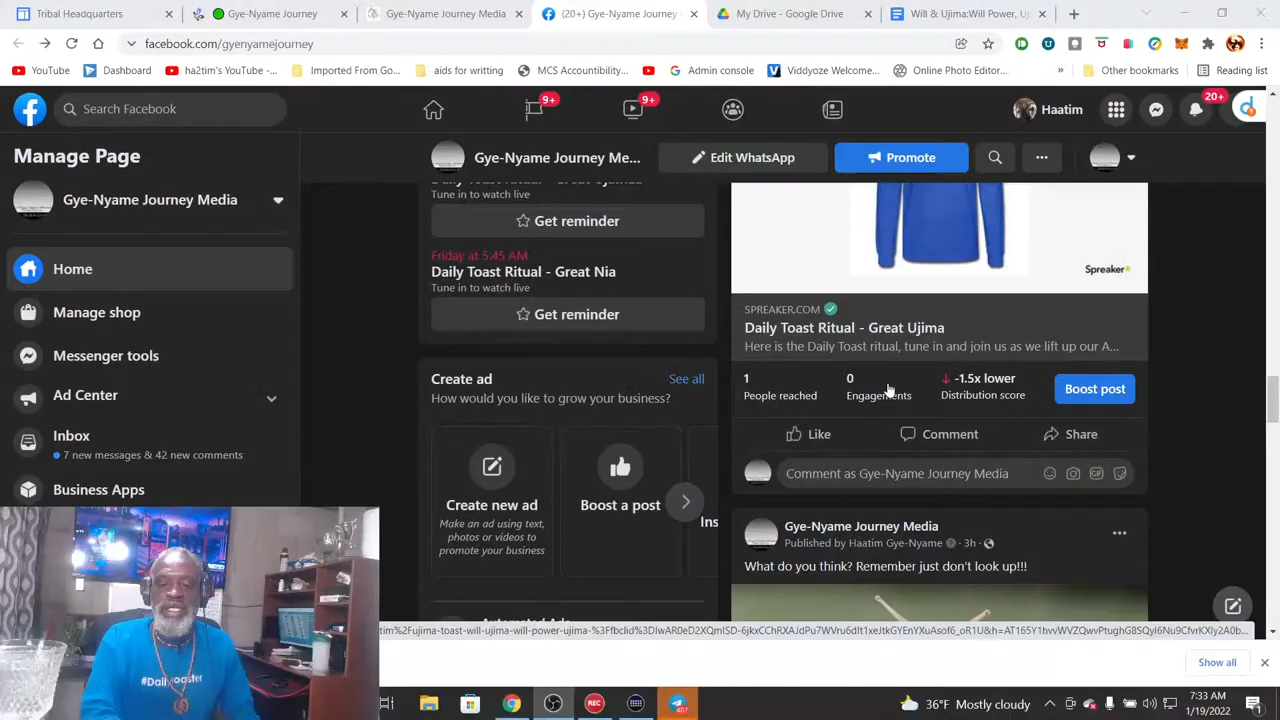 Tribal Headquarters
Gye-Nyame Journey
Gye-Nyame Journey Media
(20+) Gye-Nyame Journey
My Drive - Google Drive
Will & Ujima:Will Power, Uj
facebook.com/gyenyamejourney
YouTube
Dashboard
ha2tim's YouTube -...
Imported From Go...
aids for writting
MCS Accountibility...
Admin console
Viddyoze Welcome...
Online Photo Editor...
»
Other bookmarks
Reading list
Search Facebook
9+
9+
Haatim
20+
Manage Page
Gye-Nyame Journey Media
Home
Manage shop
Messenger tools
Ad Center
Inbox
7 new messages & 42 new comments
Business Apps
Gye-Nyame Journey Me...
Edit WhatsApp
Promote
Tune in to watch live
Get reminder
Friday at 5:45 AM
Daily Toast Ritual - Great Nia
Tune in to watch live
Get reminder
Create ad
See all
How would you like to grow your business?
Create new ad
Make an ad using text,
photos or videos to
promote your business
Boost a post
Ins
Automated Ads
Spreaker
SPREAKER.COM
Daily Toast Ritual - Great Ujima
Here is the Daily Toast ritual, tune in and join us as we lift up our A...
1
People reached
0
Engagements
-1.5x lower
Distribution score
Boost post
Like
Comment
Share
Comment as Gye-Nyame Journey Media
GIF
Gye-Nyame Journey Media
Published by Haatim Gye-Nyame · 3h ·
What do you think? Remember just don't look up!!!
Show all
REC
407
36°F Mostly cloudy
7:33 AM
1/19/2022